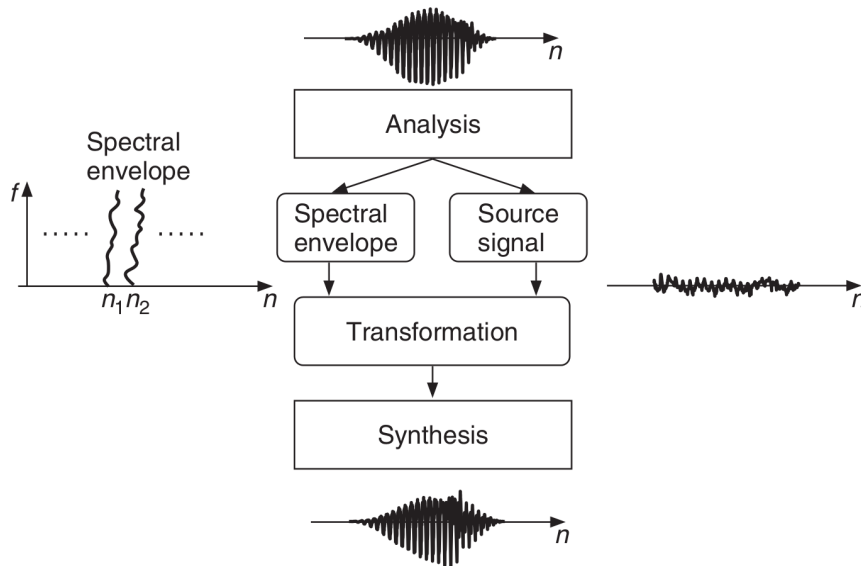 n
Analysis
Spectral
envelope
f
.....
.....
n1 n2
n
Spectral
envelope
Source
signal
Transformation
n
Synthesis
n